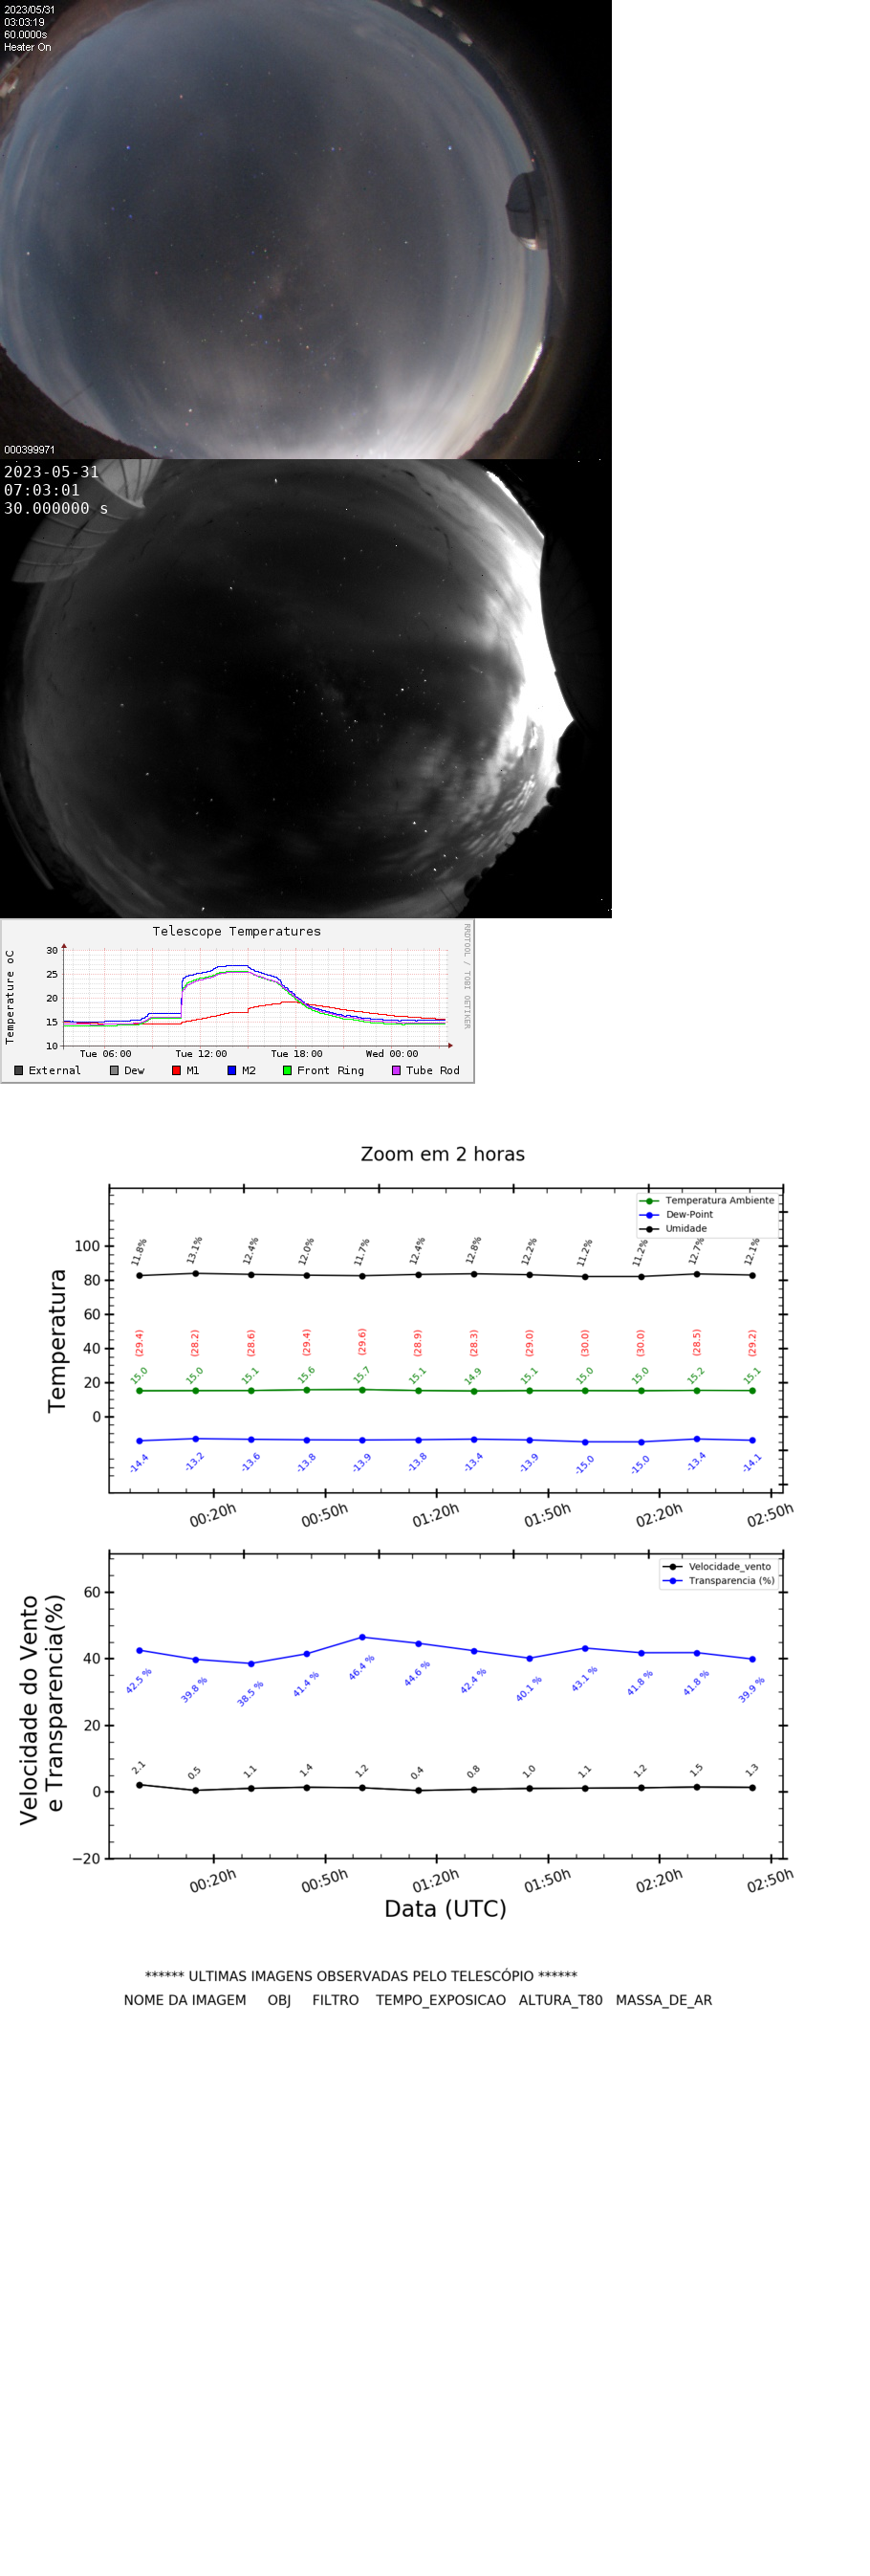 2023/05/31
03:03:19
60.0000s
Heater On
000399971
2023-05-31
07:03:01
30.000000 s
Telescope Temperatures
RRDTOOL / TOBI OETIKER
Temperature oC
30
25
20
15
10
Tue 06:00 Tue 12:00 Tue 18:00 Wed 00:00
External Dew M1 M2 Front Ring Tube Rod
Zoom em 2 horas
Temperatura Ambiente
Dew-Point
Umidade
Temperatura
100
80
60
40
20
0
11.8% 13.1% 12.4% 12.0% 11.7% 12.4% 12.8% 12.2% 11.2% 11.2% 12.7% 12.1%
(29.4) (28.2) (28.6) (29.4) (29.6) (28.9) (28.3) (29.0) (30.0) (30.0) (28.5) (29.2)
15.0 15.0 15.1 15.6 15.7 15.1 14.9 15.1 15.0 15.0 15.2 15.1
-14.4 -13.2 -13.6 -13.8 -13.9 -13.8 -13.4 -13.9 -15.0 -15.0 -13.4 -14.1
00:20h 00:50h 01:20h 01:50h 02:20h 02:50h
Velocidade_vento
Transparencia (%)
Velocidade do Vento
e Transparencia(%)
60
40
20
0
−20
42.5 % 39.8 % 38.5 % 41.4 % 46.4 % 44.6 % 42.4 % 40.1 % 43.1 % 41.8 % 41.8 % 39.9 %
2.1 0.5 1.1 1.4 1.2 0.4 0.8 1.0 1.1 1.2 1.5 1.3
00:20h 00:50h 01:20h 01:50h 02:20h 02:50h
Data (UTC)
****** ULTIMAS IMAGENS OBSERVADAS PELO TELESCÓPIO ******
NOME DA IMAGEM OBJ FILTRO TEMPO_EXPOSICAO ALTURA_T80 MASSA_DE_AR